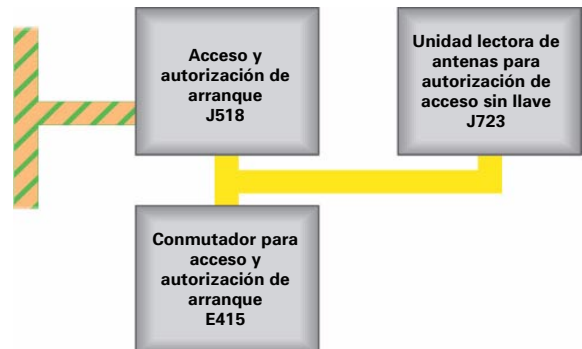 Acceso y
autorización de
arranque
J518
Unidad lectora de
antenas para
autorización de
acceso sin llave
J723
Conmutador para
acceso y
autorización de
arranque
E415